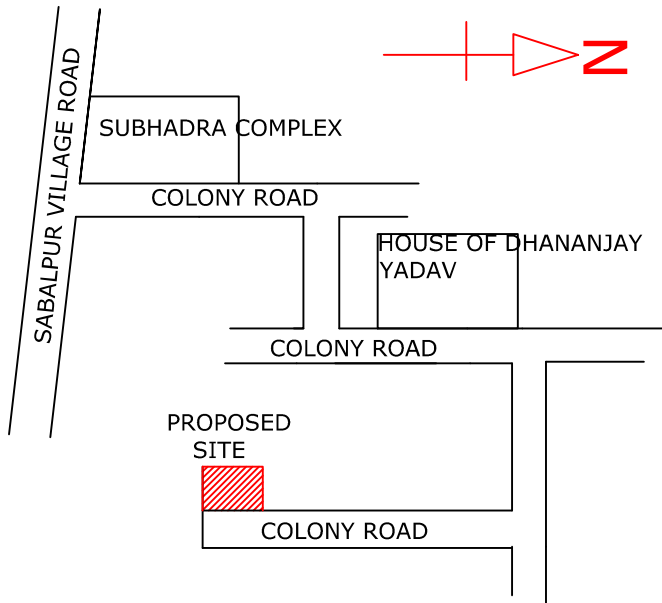 N
SUBHADRA COMPLEX
SABALPUR VILLAGE ROAD
COLONY ROAD
HOUSE OF DHANANJAY
YADAV
COLONY ROAD
PROPOSED
SITE
COLONY ROAD